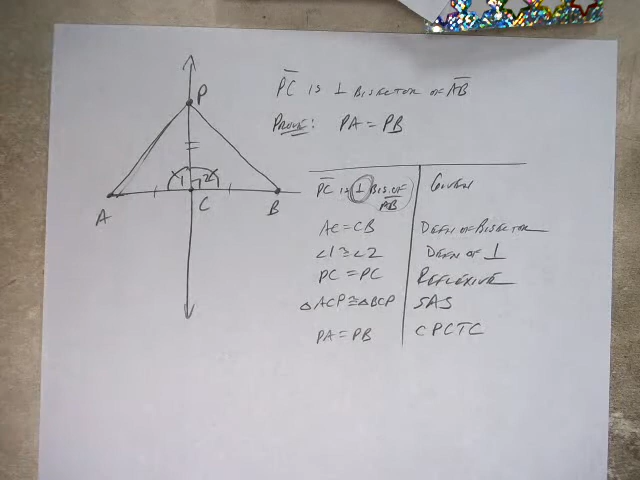 P
PC IS ⊥ BISECTOR OF AB
PROVE: PA = PB
1 2
A C B
PC IS ⊥ BIS. OF AB GIVEN
AC = CB DEFN OF BISECTOR
∠1 ≅ ∠2 DEFN OF ⊥
PC = PC REFLEXIVE
△ACP ≅ △BCP SAS
PA = PB CPCTC